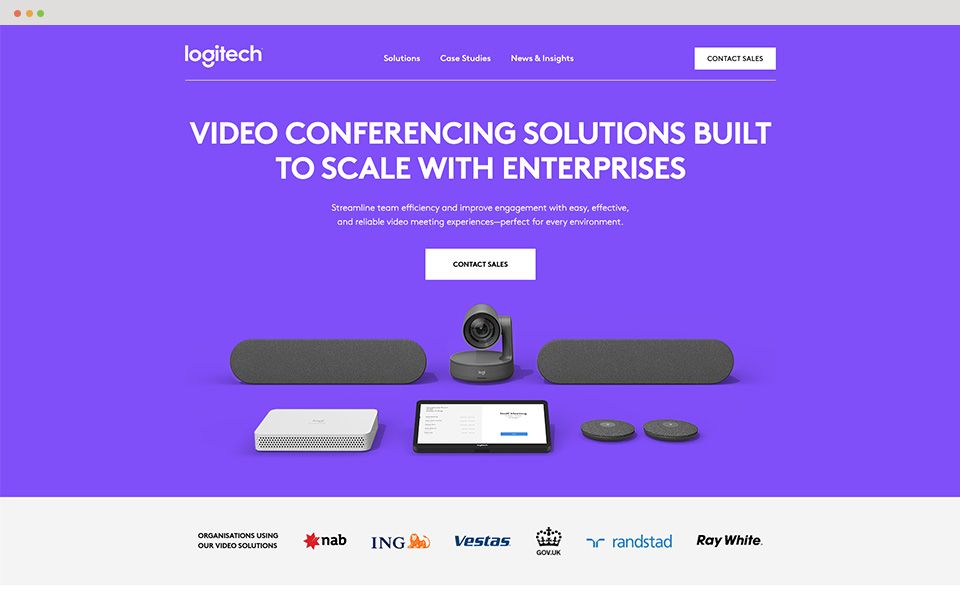 logitech
Solutions
Case Studies
News & Insights
CONTACT SALES
VIDEO CONFERENCING SOLUTIONS BUILT
TO SCALE WITH ENTERPRISES
Streamline team efficiency and improve engagement with easy, effective,
and reliable video meeting experiences—perfect for every environment.
CONTACT SALES
logi
logitech
ORGANISATIONS USING
OUR VIDEO SOLUTIONS
nab
ING
Vestas
GOV.UK
randstad
Ray White.